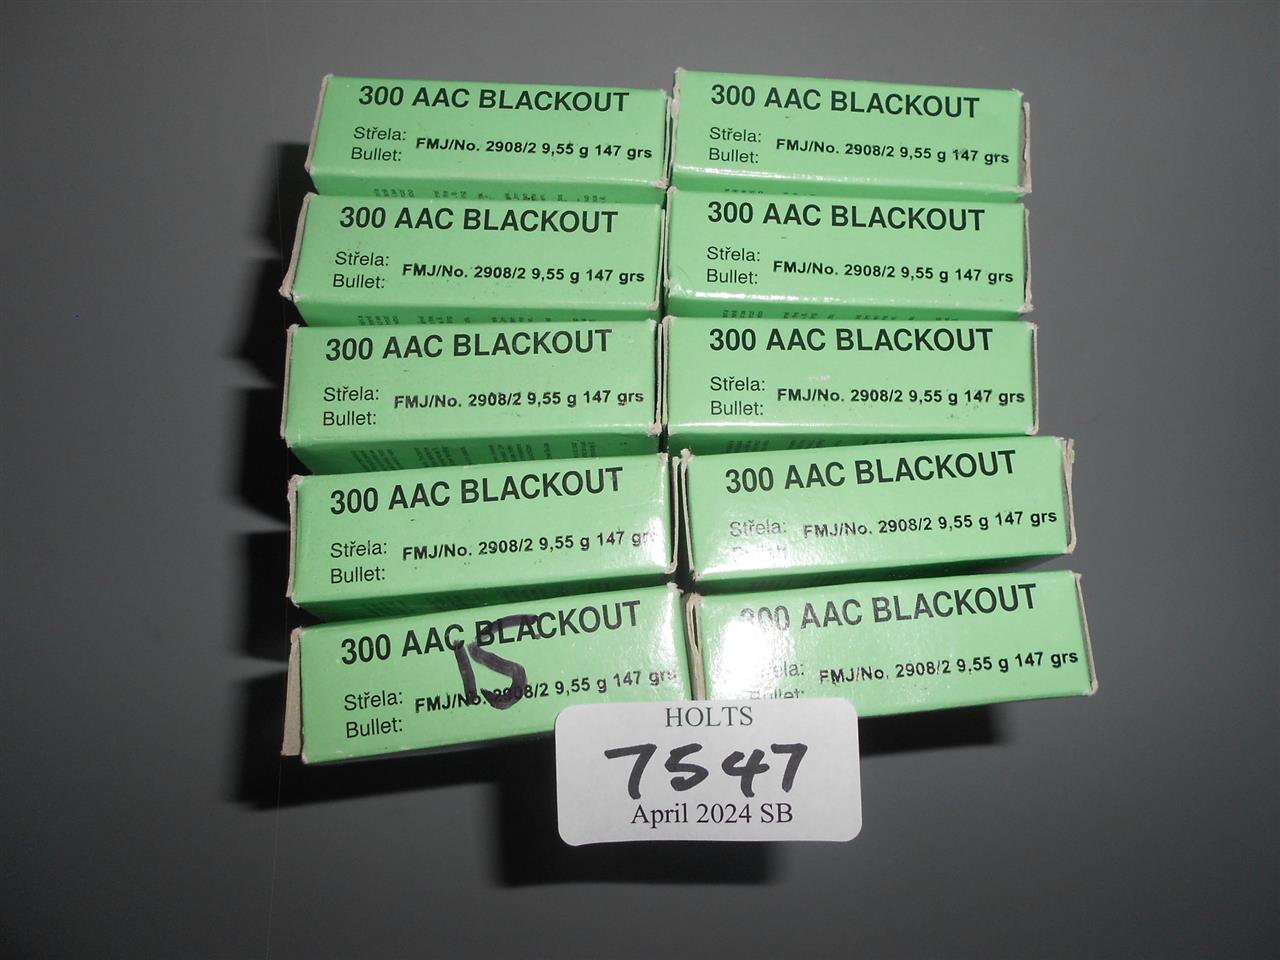 300 AAC BLACKOUT
Střela:
Bullet:
FMJ/No. 2908/2 9,55 g 147 grs
300 AAC BLACKOUT
Střela:
Bullet:
FMJ/No. 2908/2 9,55 g 147 grs
300 AAC BLACKOUT
Střela:
Bullet:
FMJ/No. 2908/2 9,55 g 147 grs
300 AAC BLACKOUT
Střela:
Bullet:
FMJ/No. 2908/2 9,55 g 147 grs
300 AAC BLACKOUT
Střela:
Bullet:
FMJ/No. 2908/2 9,55 g 147 grs
300 AAC BLACKOUT
Střela:
Bullet:
FMJ/No. 2908/2 9,55 g 147 grs
300 AAC BLACKOUT
Střela:
Bullet:
FMJ/No. 2908/2 9,55 g 147 grs
300 AAC BLACKOUT
Střela:
Bullet:
FMJ/No. 2908/2 9,55 g 147 grs
300 AAC BLACKOUT
15
Střela:
Bullet:
FMJ/No. 2908/2 9,55 g 147 grs
300 AAC BLACKOUT
Střela:
Bullet:
FMJ/No. 2908/2 9,55 g 147 grs
HOLTS
7547
April 2024 SB